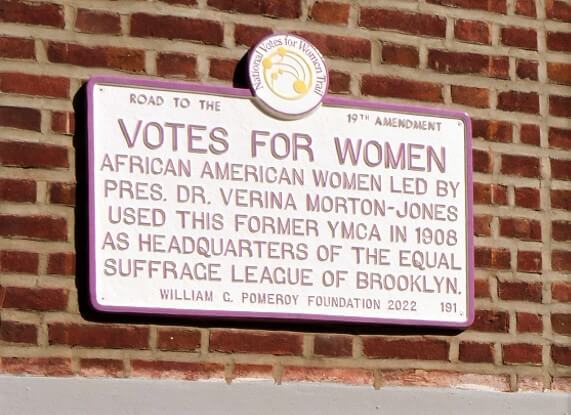 National Votes for Women Trail
ROAD TO THE 19TH AMENDMENT
VOTES FOR WOMEN
AFRICAN AMERICAN WOMEN LED BY
PRES. DR. VERINA MORTON-JONES
USED THIS FORMER YMCA IN 1908
AS HEADQUARTERS OF THE EQUAL
SUFFRAGE LEAGUE OF BROOKLYN.
WILLIAM G. POMEROY FOUNDATION 2022 191